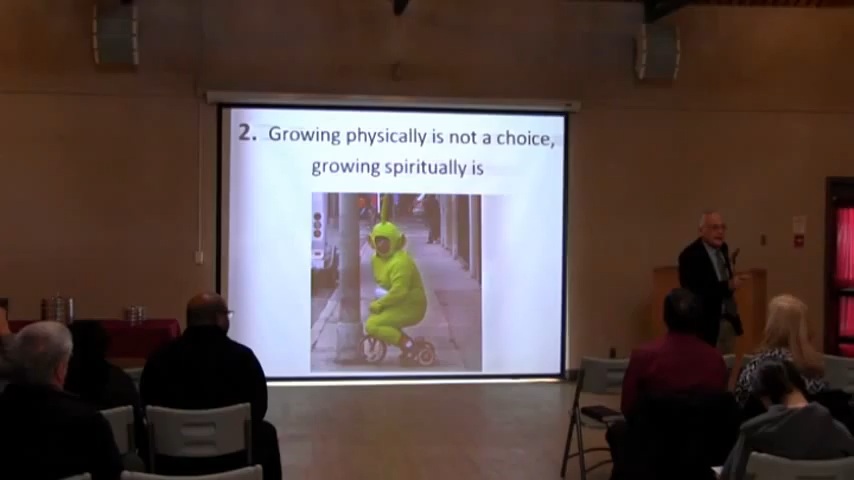 2. Growing physically is not a choice,
growing spiritually is